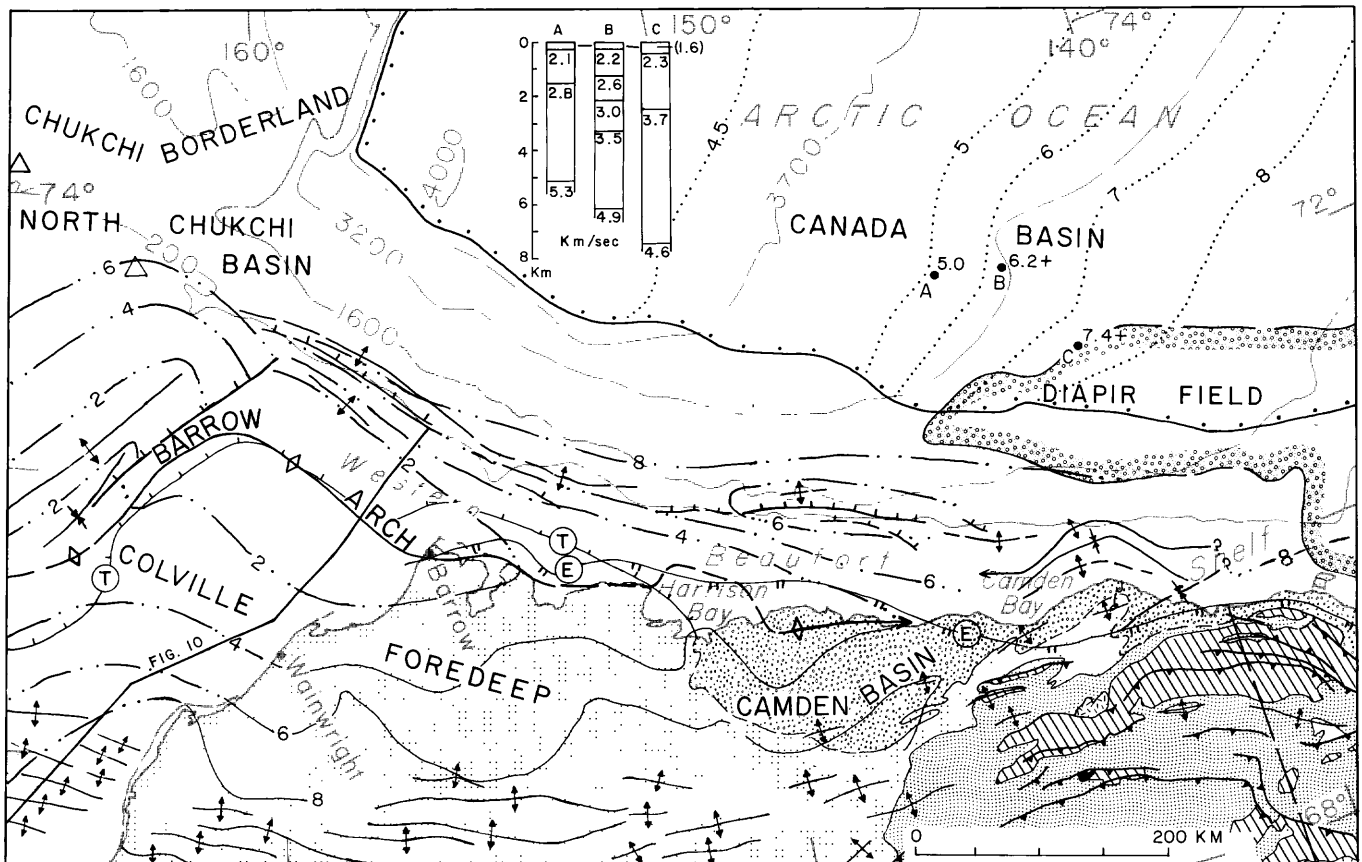 160°
150°
74°
140°
A B C
0
2
4
6
8
Km
(1.6)
2.1
2.8
5.3
2.2
2.6
3.0
3.5
4.9
2.3
3.7
4.6
Km/sec
1600
CHUKCHI BORDERLAND
ARCTIC OCEAN
4.5
5
6
7
8
3700
4000
74°
72°
NORTH CHUKCHI
BASIN
3200
200
1600
CANADA
BASIN
5.0
A
6.2+
B
7.4+
C
DIAPIR FIELD
6
4
2
2
BARROW
ARCH
2
8
6
4
6
8
T
T
E
E
Beaufort
Shelf
Harrison
Bay
Camden
Bay
COLVILLE
2
4
FIG. 10
Barrow
FOREDEEP
CAMDEN BASIN
Wainwright
6
8
68°
0 200 KM